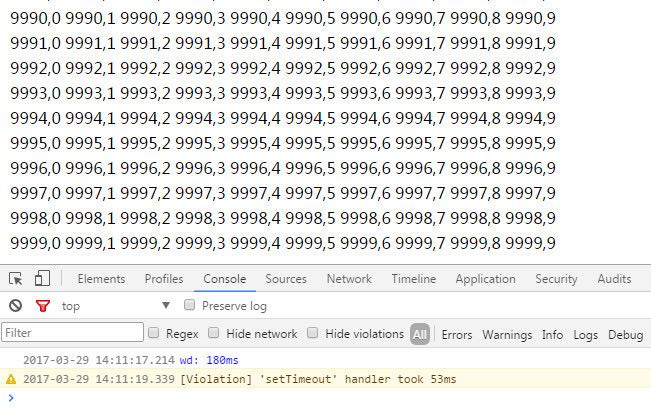 9990,0 9990,1 9990,2 9990,3 9990,4 9990,5 9990,6 9990,7 9990,8 9990,9
9991,0 9991,1 9991,2 9991,3 9991,4 9991,5 9991,6 9991,7 9991,8 9991,9
9992,0 9992,1 9992,2 9992,3 9992,4 9992,5 9992,6 9992,7 9992,8 9992,9
9993,0 9993,1 9993,2 9993,3 9993,4 9993,5 9993,6 9993,7 9993,8 9993,9
9994,0 9994,1 9994,2 9994,3 9994,4 9994,5 9994,6 9994,7 9994,8 9994,9
9995,0 9995,1 9995,2 9995,3 9995,4 9995,5 9995,6 9995,7 9995,8 9995,9
9996,0 9996,1 9996,2 9996,3 9996,4 9996,5 9996,6 9996,7 9996,8 9996,9
9997,0 9997,1 9997,2 9997,3 9997,4 9997,5 9997,6 9997,7 9997,8 9997,9
9998,0 9998,1 9998,2 9998,3 9998,4 9998,5 9998,6 9998,7 9998,8 9998,9
9999,0 9999,1 9999,2 9999,3 9999,4 9999,5 9999,6 9999,7 9999,8 9999,9
Elements Profiles Console Sources Network Timeline Application Security Audits
top Preserve log
Filter Regex Hide network Hide violations All Errors Warnings Info Logs Debug
2017-03-29 14:11:17.214 wd: 180ms
2017-03-29 14:11:19.339 [Violation] 'setTimeout' handler took 53ms